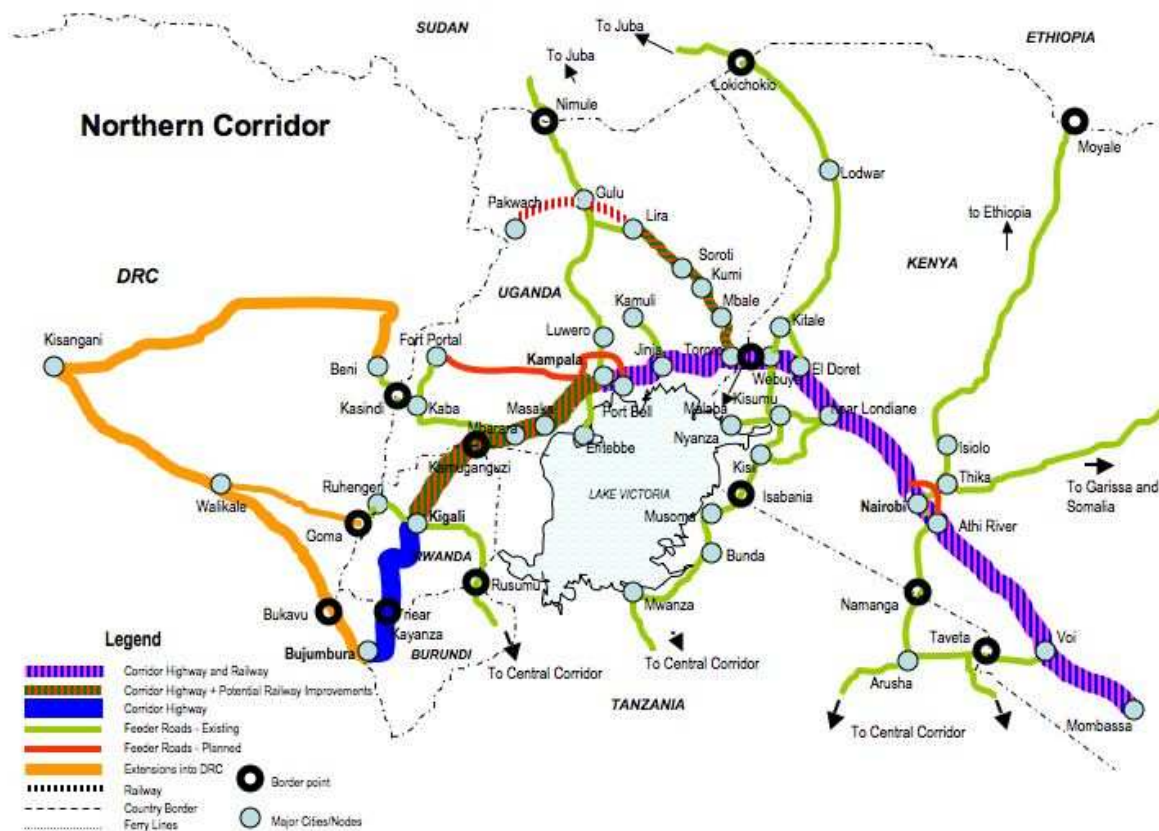 SUDAN
To Juba
ETHIOPIA
To Juba
Lokichokio
Nimule
Northern Corridor
Moyale
Lodwar
Gulu
Pakwach
Lira
to Ethiopia
Soroti
KENYA
DRC
Kumi
UGANDA
Kamuli
Mbale
Luwero
Kitale
Kisangani
Fort Portal
Jinja
Tororo
Kampala
Beni
Webuye
El Doret
Kasindi
Kaba
Masaka
Port Bell
Malaba
Kisumu
Near Londiane
Mbarara
Nyanza
Entebbe
Kamuganguzi
Kisii
Isiolo
Thika
Ruhenger
LAKE VICTORIA
Isabania
To Garissa and
Somalia
Walikale
Kigali
Musoma
Nairobi
Athi River
Goma
RWANDA
Bunda
Rusumu
Mwanza
Namanga
Bukavu
Kayanza
Taveta
Voi
Legend
Bujumbura
BURUNDI
To Central Corridor
To Central Corridor
Arusha
TANZANIA
Mombassa
To Central Corridor
Corridor Highway and Railway
Corridor Highway + Potential Railway Improvements
Corridor Highway
Feeder Roads - Existing
Feeder Roads - Planned
Extensions into DRC
Railway
Country Border
Ferry Lines
Border point
Major Cities/Nodes